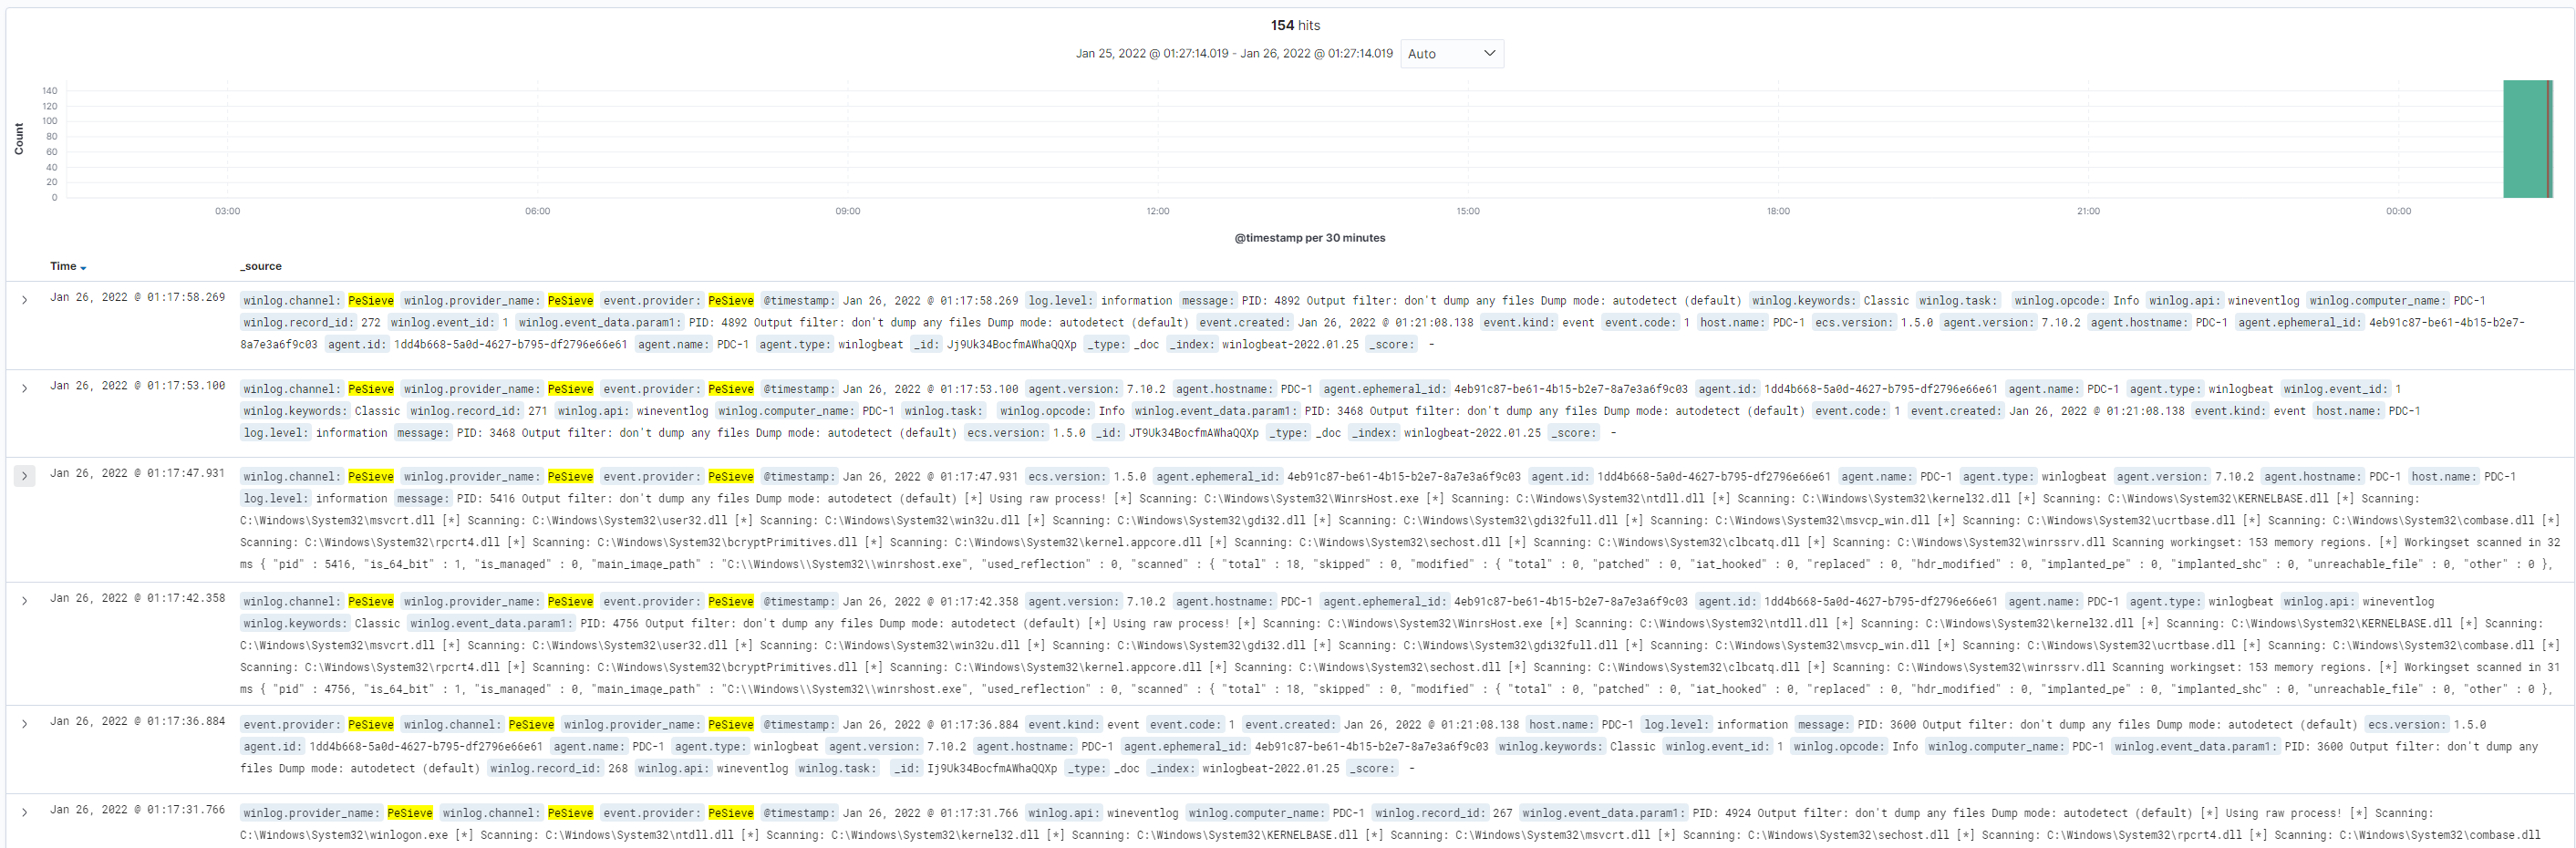 154 hits
Jan 25, 2022 @ 01:27:14.019 - Jan 26, 2022 @ 01:27:14.019 Auto
Count
140
120
100
80
60
40
20
0
03:00 06:00 09:00 12:00 15:00 18:00 21:00 00:00
@timestamp per 30 minutes
Time _source
Jan 26, 2022 @ 01:17:58.269 winlog.channel: PeSieve winlog.provider_name: PeSieve event.provider: PeSieve @timestamp: Jan 26, 2022 @ 01:17:58.269 log.level: information message: PID: 4892 Output filter: don't dump any files Dump mode: autodetect (default) winlog.keywords: Classic winlog.task: winlog.opcode: Info winlog.api: wineventlog winlog.computer_name: PDC-1
winlog.record_id: 272 winlog.event_id: 1 winlog.event_data.param1: PID: 4892 Output filter: don't dump any files Dump mode: autodetect (default) event.created: Jan 26, 2022 @ 01:21:08.138 event.kind: event event.code: 1 host.name: PDC-1 ecs.version: 1.5.0 agent.version: 7.10.2 agent.hostname: PDC-1 agent.ephemeral_id: 4eb91c87-be61-4b15-b2e7-
8a7e3a6f9c03 agent.id: 1dd4b668-5a0d-4627-b795-df2796e66e61 agent.name: PDC-1 agent.type: winlogbeat _id: Jj9Uk34BocfmAWhaQQXp _type: _doc _index: winlogbeat-2022.01.25 _score: -
Jan 26, 2022 @ 01:17:53.100 winlog.channel: PeSieve winlog.provider_name: PeSieve event.provider: PeSieve @timestamp: Jan 26, 2022 @ 01:17:53.100 agent.version: 7.10.2 agent.hostname: PDC-1 agent.ephemeral_id: 4eb91c87-be61-4b15-b2e7-8a7e3a6f9c03 agent.id: 1dd4b668-5a0d-4627-b795-df2796e66e61 agent.name: PDC-1 agent.type: winlogbeat winlog.event_id: 1
winlog.keywords: Classic winlog.record_id: 271 winlog.api: wineventlog winlog.computer_name: PDC-1 winlog.task: winlog.opcode: Info winlog.event_data.param1: PID: 3468 Output filter: don't dump any files Dump mode: autodetect (default) event.code: 1 event.created: Jan 26, 2022 @ 01:21:08.138 event.kind: event host.name: PDC-1
log.level: information message: PID: 3468 Output filter: don't dump any files Dump mode: autodetect (default) ecs.version: 1.5.0 _id: JT9Uk34BocfmAWhaQQXp _type: _doc _index: winlogbeat-2022.01.25 _score: -
Jan 26, 2022 @ 01:17:47.931 winlog.channel: PeSieve winlog.provider_name: PeSieve event.provider: PeSieve @timestamp: Jan 26, 2022 @ 01:17:47.931 ecs.version: 1.5.0 agent.ephemeral_id: 4eb91c87-be61-4b15-b2e7-8a7e3a6f9c03 agent.id: 1dd4b668-5a0d-4627-b795-df2796e66e61 agent.name: PDC-1 agent.type: winlogbeat agent.version: 7.10.2 agent.hostname: PDC-1 host.name: PDC-1
log.level: information message: PID: 5416 Output filter: don't dump any files Dump mode: autodetect (default) [*] Using raw process! [*] Scanning: C:\Windows\System32\WinrsHost.exe [*] Scanning: C:\Windows\System32\ntdll.dll [*] Scanning: C:\Windows\System32\kernel32.dll [*] Scanning: C:\Windows\System32\KERNELBASE.dll [*] Scanning:
C:\Windows\System32\msvcrt.dll [*] Scanning: C:\Windows\System32\user32.dll [*] Scanning: C:\Windows\System32\win32u.dll [*] Scanning: C:\Windows\System32\gdi32.dll [*] Scanning: C:\Windows\System32\gdi32full.dll [*] Scanning: C:\Windows\System32\msvcp_win.dll [*] Scanning: C:\Windows\System32\ucrtbase.dll [*] Scanning: C:\Windows\System32\combase.dll [*]
Scanning: C:\Windows\System32\rpcrt4.dll [*] Scanning: C:\Windows\System32\bcryptPrimitives.dll [*] Scanning: C:\Windows\System32\kernel.appcore.dll [*] Scanning: C:\Windows\System32\sechost.dll [*] Scanning: C:\Windows\System32\clbcatq.dll [*] Scanning: C:\Windows\System32\winrssrv.dll Scanning workingset: 153 memory regions. [*] Workingset scanned in 32
ms { "pid" : 5416, "is_64_bit" : 1, "is_managed" : 0, "main_image_path" : "C:\\Windows\\System32\\winrshost.exe", "used_reflection" : 0, "scanned" : { "total" : 18, "skipped" : 0, "modified" : { "total" : 0, "patched" : 0, "iat_hooked" : 0, "replaced" : 0, "hdr_modified" : 0, "implanted_pe" : 0, "implanted_shc" : 0, "unreachable_file" : 0, "other" : 0 },
Jan 26, 2022 @ 01:17:42.358 winlog.channel: PeSieve winlog.provider_name: PeSieve event.provider: PeSieve @timestamp: Jan 26, 2022 @ 01:17:42.358 agent.version: 7.10.2 agent.hostname: PDC-1 agent.ephemeral_id: 4eb91c87-be61-4b15-b2e7-8a7e3a6f9c03 agent.id: 1dd4b668-5a0d-4627-b795-df2796e66e61 agent.name: PDC-1 agent.type: winlogbeat winlog.api: wineventlog
winlog.keywords: Classic winlog.event_data.param1: PID: 4756 Output filter: don't dump any files Dump mode: autodetect (default) [*] Using raw process! [*] Scanning: C:\Windows\System32\WinrsHost.exe [*] Scanning: C:\Windows\System32\ntdll.dll [*] Scanning: C:\Windows\System32\kernel32.dll [*] Scanning: C:\Windows\System32\KERNELBASE.dll [*] Scanning:
C:\Windows\System32\msvcrt.dll [*] Scanning: C:\Windows\System32\user32.dll [*] Scanning: C:\Windows\System32\win32u.dll [*] Scanning: C:\Windows\System32\gdi32.dll [*] Scanning: C:\Windows\System32\gdi32full.dll [*] Scanning: C:\Windows\System32\msvcp_win.dll [*] Scanning: C:\Windows\System32\ucrtbase.dll [*] Scanning: C:\Windows\System32\combase.dll [*]
Scanning: C:\Windows\System32\rpcrt4.dll [*] Scanning: C:\Windows\System32\bcryptPrimitives.dll [*] Scanning: C:\Windows\System32\kernel.appcore.dll [*] Scanning: C:\Windows\System32\sechost.dll [*] Scanning: C:\Windows\System32\clbcatq.dll [*] Scanning: C:\Windows\System32\winrssrv.dll Scanning workingset: 153 memory regions. [*] Workingset scanned in 31
ms { "pid" : 4756, "is_64_bit" : 1, "is_managed" : 0, "main_image_path" : "C:\\Windows\\System32\\winrshost.exe", "used_reflection" : 0, "scanned" : { "total" : 18, "skipped" : 0, "modified" : { "total" : 0, "patched" : 0, "iat_hooked" : 0, "replaced" : 0, "hdr_modified" : 0, "implanted_pe" : 0, "implanted_shc" : 0, "unreachable_file" : 0, "other" : 0 },
Jan 26, 2022 @ 01:17:36.884 event.provider: PeSieve winlog.channel: PeSieve winlog.provider_name: PeSieve @timestamp: Jan 26, 2022 @ 01:17:36.884 event.kind: event event.code: 1 event.created: Jan 26, 2022 @ 01:21:08.138 host.name: PDC-1 log.level: information message: PID: 3600 Output filter: don't dump any files Dump mode: autodetect (default) ecs.version: 1.5.0
agent.id: 1dd4b668-5a0d-4627-b795-df2796e66e61 agent.name: PDC-1 agent.type: winlogbeat agent.version: 7.10.2 agent.hostname: PDC-1 agent.ephemeral_id: 4eb91c87-be61-4b15-b2e7-8a7e3a6f9c03 winlog.keywords: Classic winlog.event_id: 1 winlog.opcode: Info winlog.computer_name: PDC-1 winlog.event_data.param1: PID: 3600 Output filter: don't dump any
files Dump mode: autodetect (default) winlog.record_id: 268 winlog.api: wineventlog winlog.task: _id: Ij9Uk34BocfmAWhaQQXp _type: _doc _index: winlogbeat-2022.01.25 _score: -
Jan 26, 2022 @ 01:17:31.766 winlog.provider_name: PeSieve winlog.channel: PeSieve event.provider: PeSieve @timestamp: Jan 26, 2022 @ 01:17:31.766 winlog.api: wineventlog winlog.computer_name: PDC-1 winlog.record_id: 267 winlog.event_data.param1: PID: 4924 Output filter: don't dump any files Dump mode: autodetect (default) [*] Using raw process! [*] Scanning:
C:\Windows\System32\winlogon.exe [*] Scanning: C:\Windows\System32\ntdll.dll [*] Scanning: C:\Windows\System32\kernel32.dll [*] Scanning: C:\Windows\System32\KERNELBASE.dll [*] Scanning: C:\Windows\System32\msvcrt.dll [*] Scanning: C:\Windows\System32\sechost.dll [*] Scanning: C:\Windows\System32\rpcrt4.dll [*] Scanning: C:\Windows\System32\combase.dll